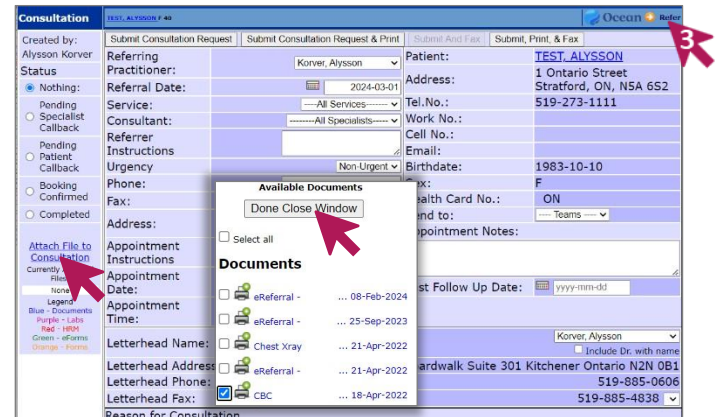 Consultation
TEST, ALYSSON F 40
Ocean Refer
3
Created by:
Alysson Korver
Status
Nothing:
Pending
Specialist
Callback
Pending
Patient
Callback
Booking
Confirmed
Completed
Attach File to
Consultation
Currently
Files
None
Legend
Blue - Documents
Purple - Labs
Red - HRM
Green - eForms
Orange - Forms
Submit Consultation Request Submit Consultation Request & Print Submit And Fax Submit, Print, & Fax
Referring
Practitioner:
Korver, Alysson
Referral Date:
2024-03-01
Service:
----All Services-------
Consultant:
--------All Specialists-----
Referrer
Instructions
Urgency
Non-Urgent
Phone:
Fax:
Address:
Appointment
Instructions
Appointment
Date:
Appointment
Time:
Letterhead Name:
Letterhead Address
Letterhead Phone:
Letterhead Fax:
Reason for Consultation
Patient:
TEST, ALYSSON
Address:
1 Ontario Street
Stratford, ON, N5A 6S2
Tel.No.:
519-273-1111
Work No.:
Cell No.:
Email:
Birthdate:
1983-10-10
ex:
F
ealth Card No.:
ON
end to:
---- Teams ----
ppointment Notes:
st Follow Up Date:
yyyy-mm-dd
Korver, Alysson
Include Dr. with name
ardwalk Suite 301 Kitchener Ontario N2N 0B1
519-885-0606
519-885-4838
Available Documents
Done Close Window
Select all
Documents
eReferral - ... 08-Feb-2024
eReferral - ... 25-Sep-2023
Chest Xray ... 21-Apr-2022
eReferral - ... 21-Apr-2022
CBC ... 18-Apr-2022